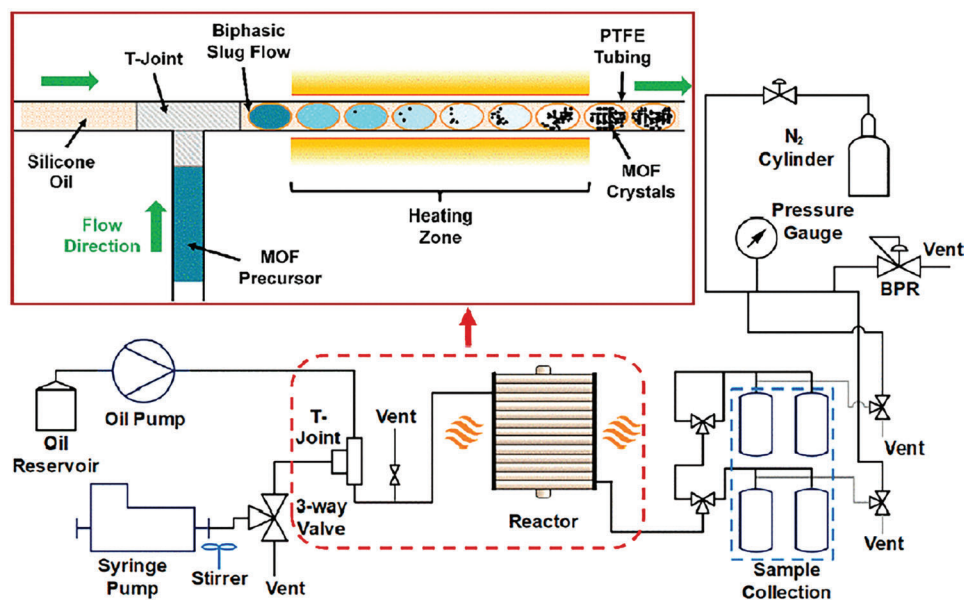 Biphasic
Slug Flow
T-Joint
PTFE
Tubing
Silicone
Oil
MOF
Crystals
Flow
Direction
Heating
Zone
MOF
Precursor
N₂
Cylinder
Pressure
Gauge
Vent
BPR
Oil Pump
Oil
Reservoir
T-
Joint
Vent
3-way
Valve
Reactor
Syringe
Pump
Stirrer
Vent
Vent
Vent
Sample
Collection